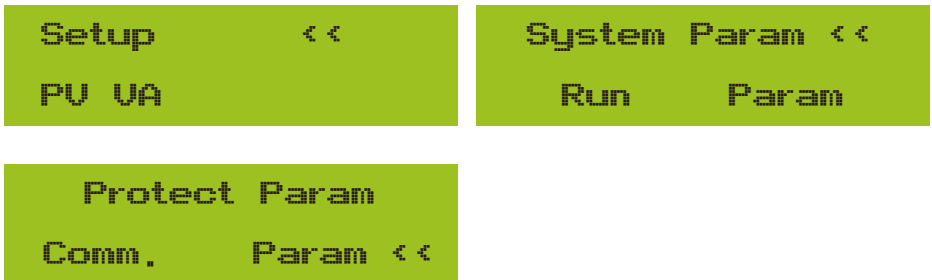 Setup <<
PV VA
System Param <<
Run Param
Protect Param
Comm. Param <<